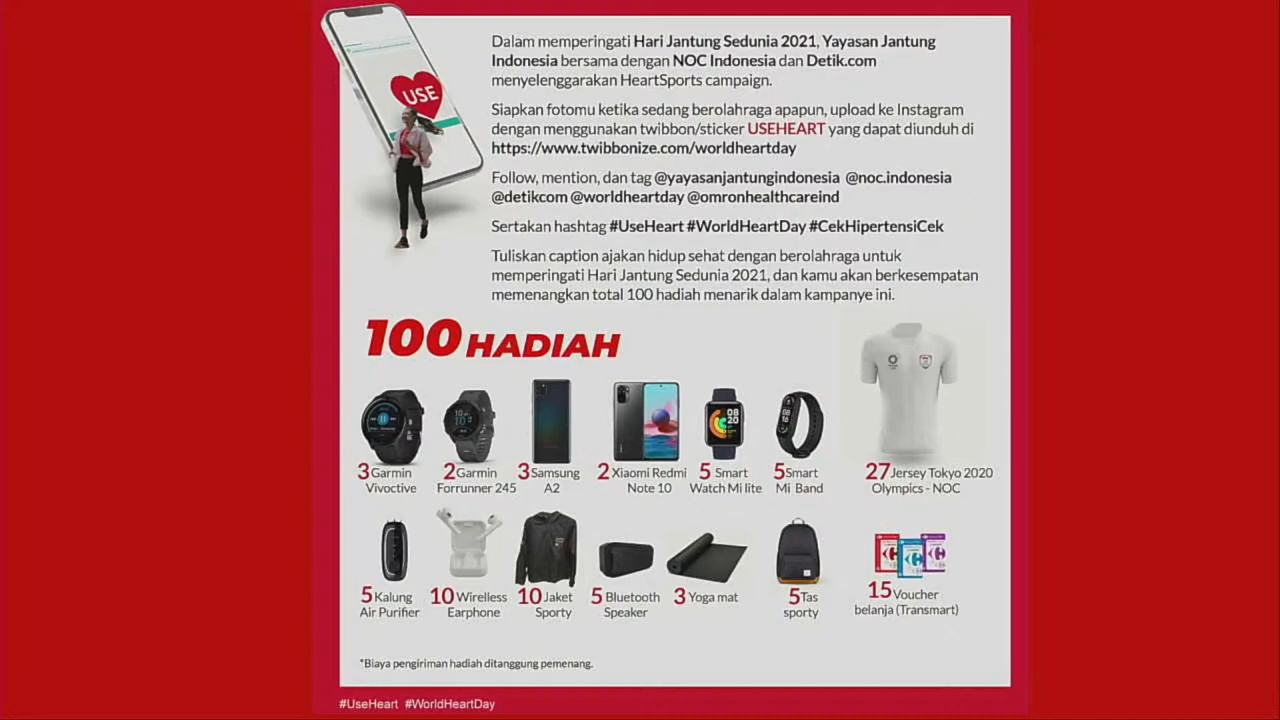 USE
Dalam memperingati Hari Jantung Sedunia 2021, Yayasan Jantung
Indonesia bersama dengan NOC Indonesia dan Detik.com
menyelenggarakan HeartSports campaign.
Siapkan fotomu ketika sedang berolahraga apapun, upload ke Instagram
dengan menggunakan twibbon/sticker USEHEART yang dapat diunduh di
https://www.twibbonize.com/worldheartday
Follow, mention, dan tag @yayasanjantungindonesia @noc.indonesia
@detikcom @worldheartday @omronhealthcareind
Sertakan hashtag #UseHeart #WorldHeartDay #CekHipertensiCek
Tuliskan caption ajakan hidup sehat dengan berolahraga untuk
memperingati Hari Jantung Sedunia 2021, dan kamu akan berkesempatan
memenangkan total 100 hadiah menarik dalam kampanye ini.
100 HADIAH
3 Garmin
Vivoctive
2 Garmin
Forrunner 245
3 Samsung
A2
2 Xiaomi Redmi
Note 10
08
20
5 Smart
Watch Mi lite
5 Smart
Mi Band
27 Jersey Tokyo 2020
Olympics - NOC
5 Kalung
Air Purifier
10 Wirelless
Earphone
10 Jaket
Sporty
5 Bluetooth
Speaker
3 Yoga mat
5 Tas
sporty
15 Voucher
belanja (Transmart)
*Biaya pengiriman hadiah ditanggung pemenang.
#UseHeart #WorldHeartDay